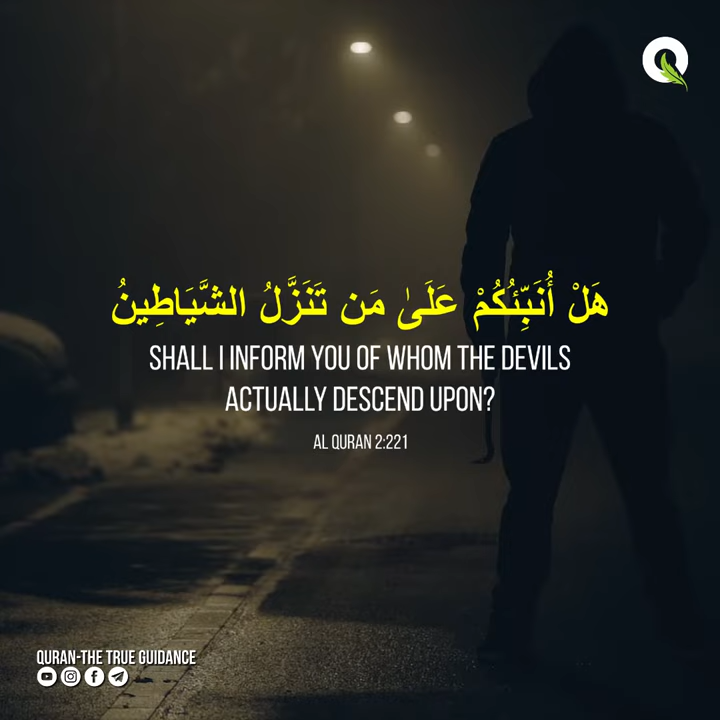 هَلْ أُنَبِّئُكُمْ عَلَىٰ مَن تَنَزَّلُ الشَّيَاطِينُ
SHALL I INFORM YOU OF WHOM THE DEVILS
ACTUALLY DESCEND UPON?
AL QURAN 2:221
QURAN-THE TRUE GUIDANCE